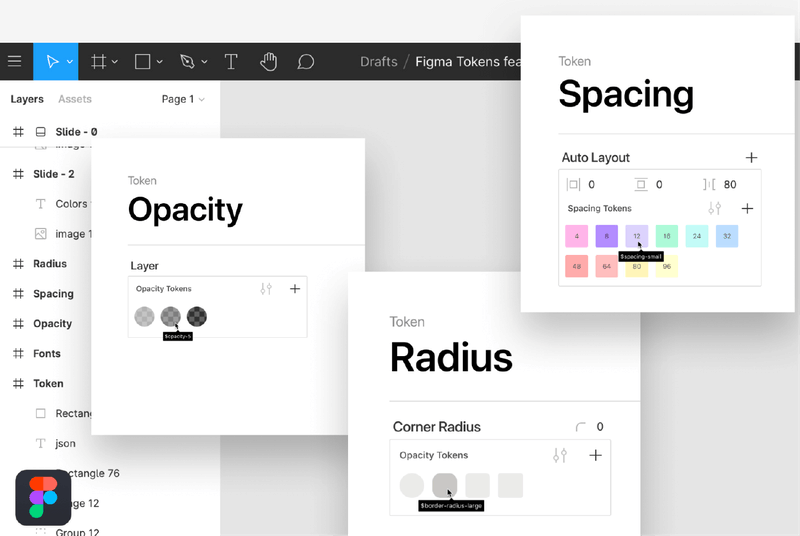 Drafts / Figma Tokens fea
Layers
Assets
Page 1
Slide - 0
Slide - 2
T Colors
image 1
Radius
Spacing
Opacity
Fonts
Token
Rectang
T json
Rectangle 76
age 12
Group 12
Token
Opacity
Layer
Opacity Tokens
$opacity-5
Token
Radius
Corner Radius
0
Opacity Tokens
$border-radius-large
Token
Spacing
Auto Layout
0 0 80
Spacing Tokens
4 8 12 16 24 32
$spacing-small
48 64 80 96